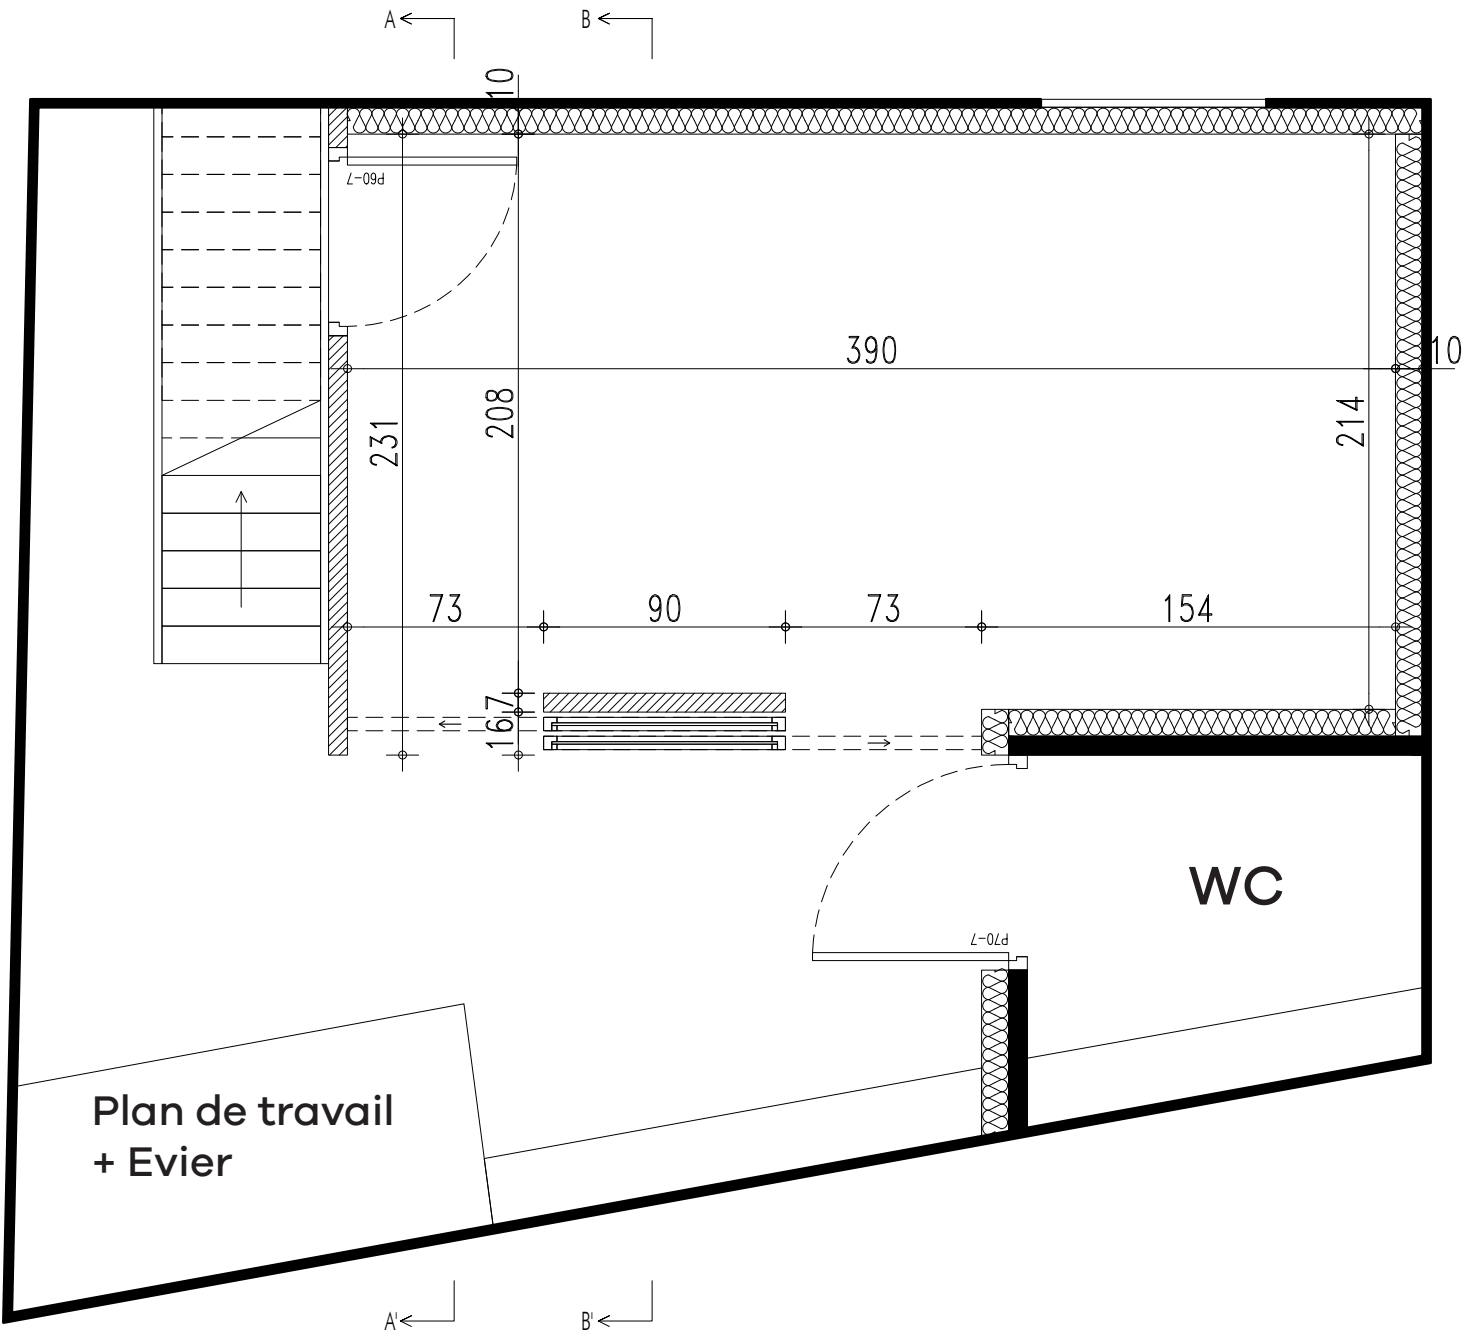 A B
10
P60-7
390
10
231
208
214
73 90 73 154
7
16
WC
P70-7
Plan de travail
+ Evier
A' B'